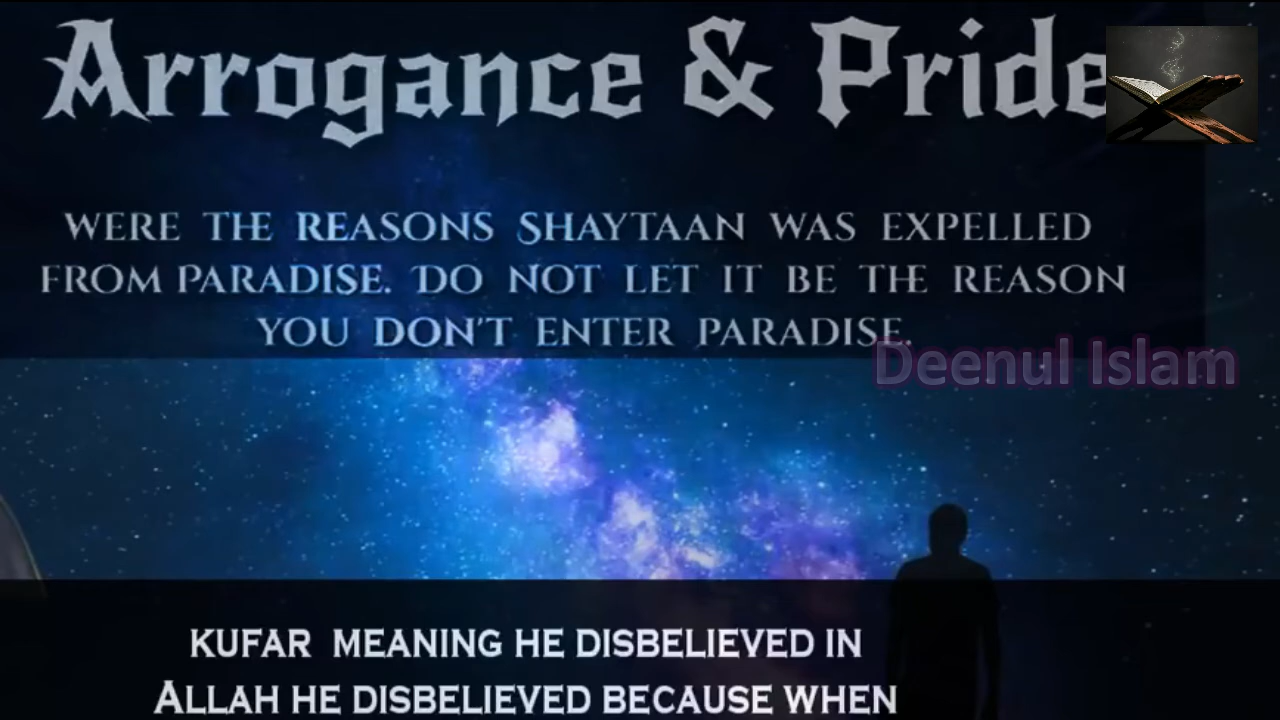 Arrogance & Pride
WERE THE REASONS SHAYTAAN WAS EXPELLED
FROM PARADISE. DO NOT LET IT BE THE REASON
YOU DON'T ENTER PARADISE.
Deenul Islam
KUFAR MEANING HE DISBELIEVED IN
ALLAH HE DISBELIEVED BECAUSE WHEN